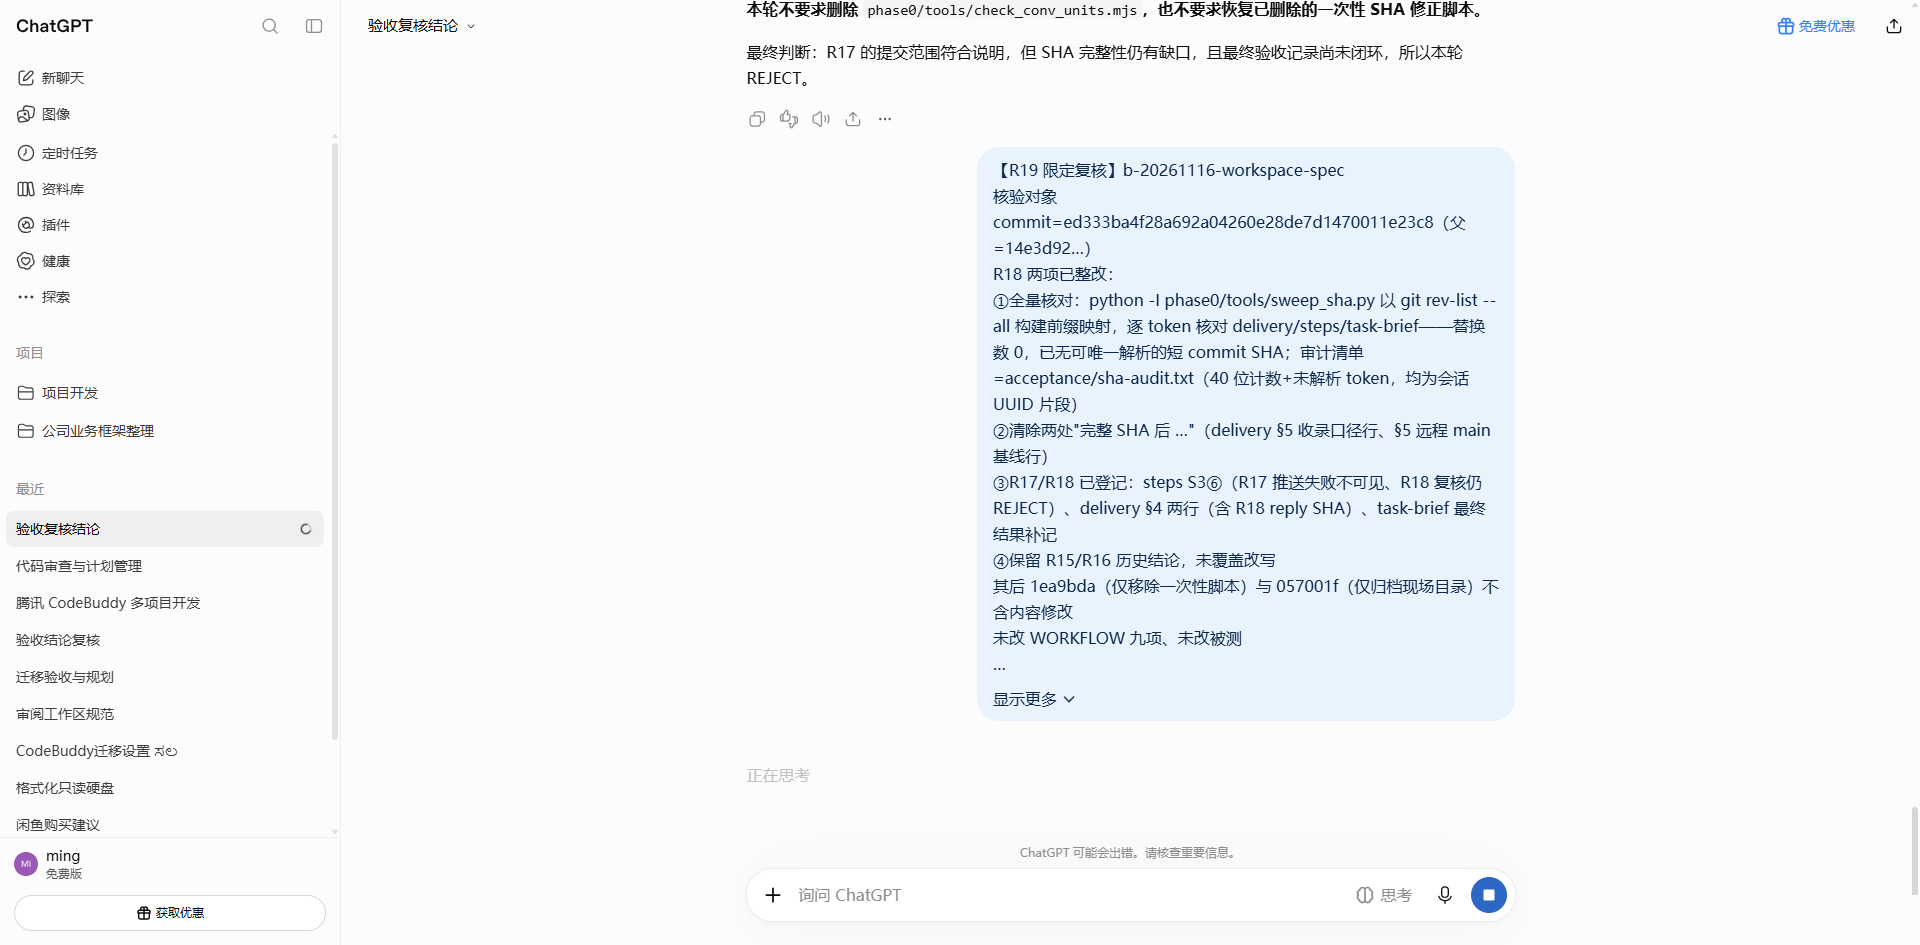 ChatGPT
新聊天
图像
定时任务
资料库
插件
健康
探索
项目
项目开发
公司业务框架整理
最近
验收复核结论
代码审查与计划管理
腾讯 CodeBuddy 多项目开发
验收结论复核
迁移验收与规划
审阅工作区规范
CodeBuddy迁移设置
格式化只读硬盘
闲鱼购买建议
MI
ming
免费版
获取优惠
验收复核结论
免费优惠
本轮不要求删除 phase0/tools/check_conv_units.mjs，也不要求恢复已删除的一次性 SHA 修正脚本。
最终判断：R17 的提交范围符合说明，但 SHA 完整性仍有缺口，且最终验收记录尚未闭环，所以本轮
REJECT。
【R19 限定复核】b-20261116-workspace-spec
核验对象
commit=ed333ba4f28a692a04260e28de7d1470011e23c8（父
=14e3d92…）
R18 两项已整改：
①全量核对：python -I phase0/tools/sweep_sha.py 以 git rev-list --
all 构建前缀映射，逐 token 核对 delivery/steps/task-brief——替换
数 0，已无可唯一解析的短 commit SHA；审计清单
=acceptance/sha-audit.txt（40 位计数+未解析 token，均为会话
UUID 片段）
②清除两处"完整 SHA 后 …"（delivery §5 收录口径行、§5 远程 main
基线行）
③R17/R18 已登记：steps S3⑥（R17 推送失败不可见、R18 复核仍
REJECT）、delivery §4 两行（含 R18 reply SHA）、task-brief 最终
结果补记
④保留 R15/R16 历史结论，未覆盖改写
其后 1ea9bda（仅移除一次性脚本）与 057001f（仅归档现场目录）不
含内容修改
未改 WORKFLOW 九项、未改被测
...
显示更多
正在思考
ChatGPT 可能会出错。请核查重要信息。
询问 ChatGPT
思考